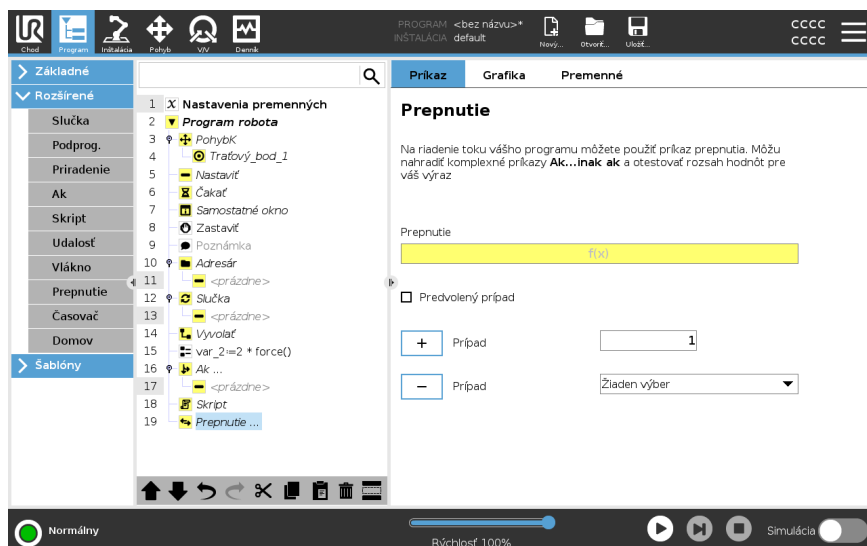 PROGRAM <bez názvu>*
INŠTALÁCIA default
CCCC
CCCC
Chod Program Inštalácia Pohyb V/V Denník Nový... Otvoriť... Uložiť...
Základné
Rozšírené
Slučka
Podprog.
Priradenie
Ak
Skript
Udalosť
Vlákno
Prepnutie
Časovač
Domov
Šablóny
1 X Nastavenia premenných
2 Program robota
3 PohybK
4 Traťový_bod_1
5 Nastaviť
6 Čakať
7 Samostatné okno
8 Zastaviť
9 Poznámka
10 Adresár
11 <prázdne>
12 Slučka
13 <prázdne>
14 Vyvolať
15 var_2≔2 * force()
16 Ak ...
17 <prázdne>
18 Skript
19 Prepnutie ...
Príkaz Grafika Premenné
Prepnutie
Na riadenie toku vášho programu môžete použiť príkaz prepnutia. Môžu
nahradiť komplexné príkazy Ak...inak ak a otestovať rozsah hodnôt pre
váš výraz
Prepnutie
f(x)
Predvolený prípad
+ Prípad 1
− Prípad Žiaden výber
Normálny
Rýchlosť 100%
Simulácia